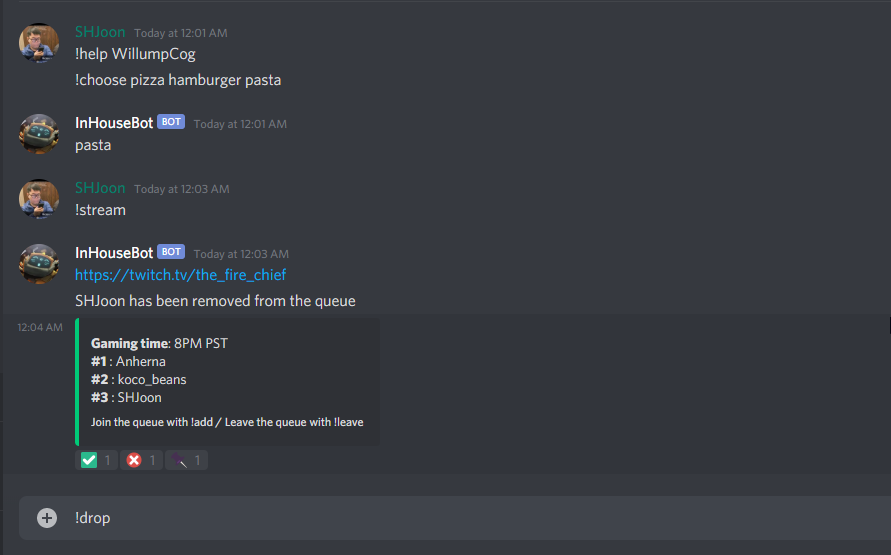 SHJoon Today at 12:01 AM
!help WillumpCog
!choose pizza hamburger pasta
InHouseBot BOT Today at 12:01 AM
pasta
SHJoon Today at 12:03 AM
!stream
InHouseBot BOT Today at 12:03 AM
https://twitch.tv/the_fire_chief
SHJoon has been removed from the queue
12:04 AM
Gaming time: 8PM PST
#1 : Anherna
#2 : koco_beans
#3 : SHJoon
Join the queue with !add / Leave the queue with !leave
1 1 1
!drop